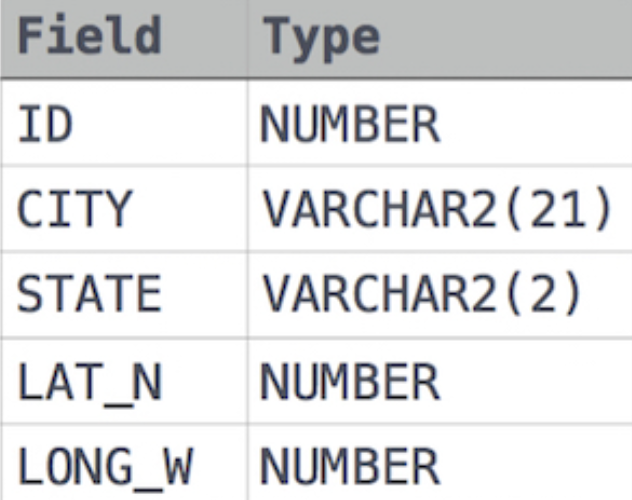 Field Type
ID NUMBER
CITY VARCHAR2(21)
STATE VARCHAR2(2)
LAT_N NUMBER
LONG_W NUMBER